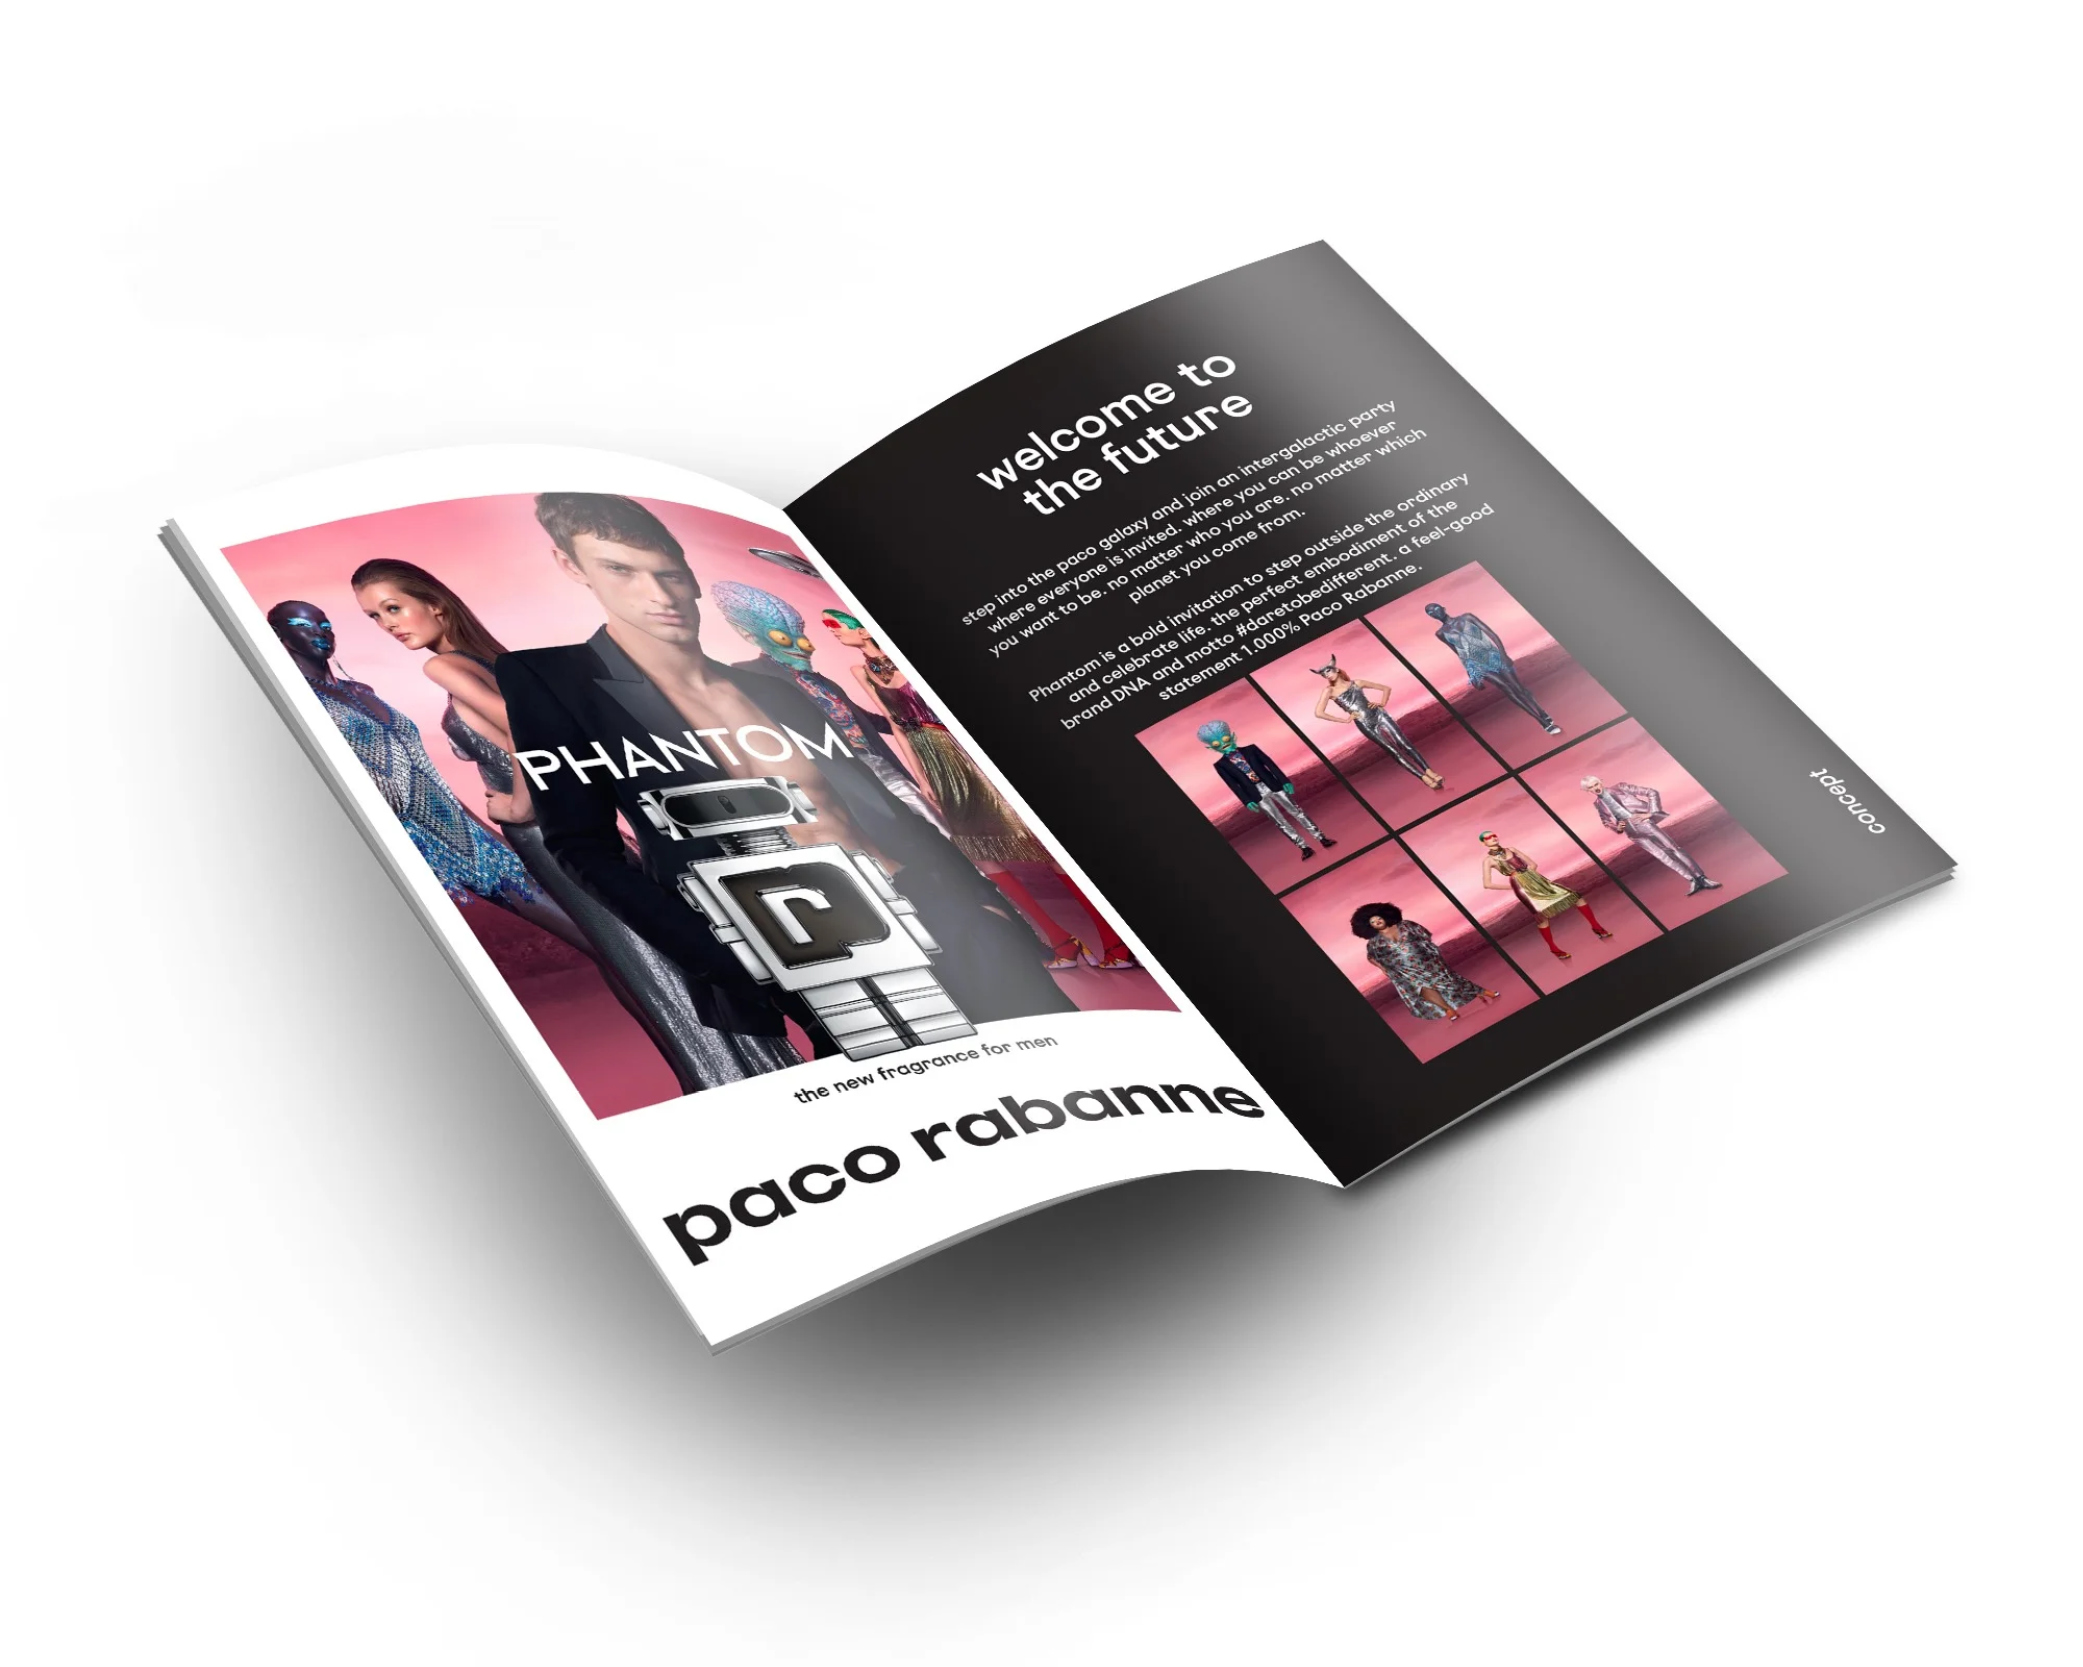 PHANTOM
r
the new fragrance for men
paco rabanne
welcome to
the future
step into the paco galaxy and join an intergalactic party
where everyone is invited. where you can be whoever
you want to be. no matter who you are. no matter which
planet you come from.
Phantom is a bold invitation to step outside the ordinary
and celebrate life. the perfect embodiment of the
brand DNA and motto #daretobedifferent. a feel-good
statement 1.000% Paco Rabanne.
concept